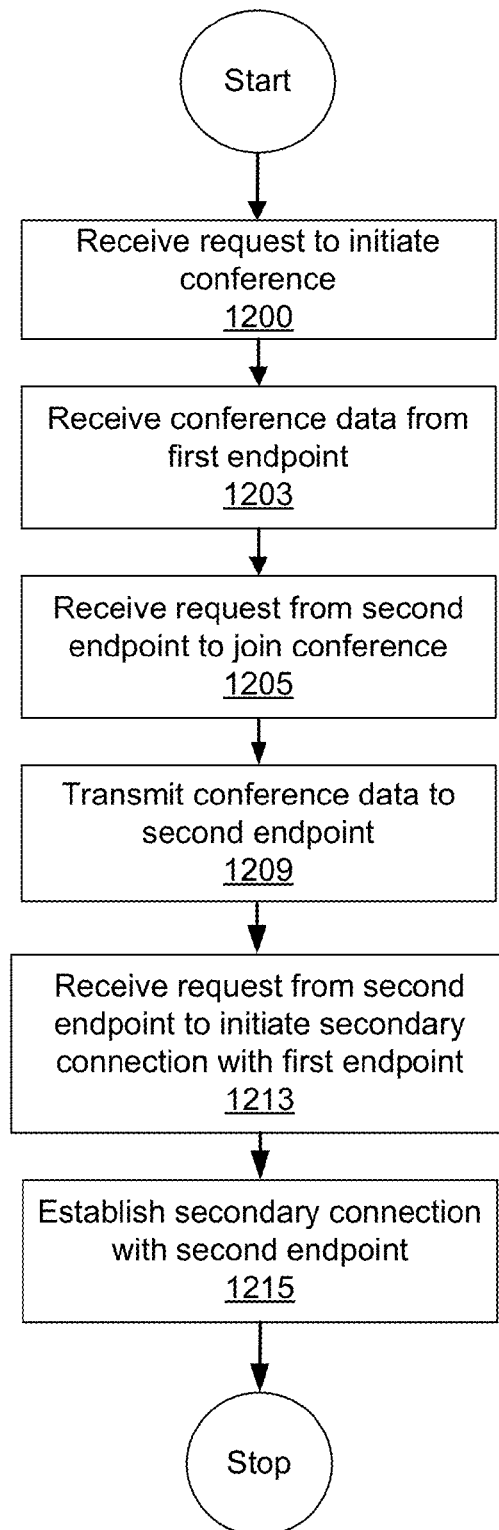 Start
Receive request to initiate
conference
1200
Receive conference data from
first endpoint
1203
Receive request from second
endpoint to join conference
1205
Transmit conference data to
second endpoint
1209
Receive request from second
endpoint to initiate secondary
connection with first endpoint
1213
Establish secondary connection
with second endpoint
1215
Stop